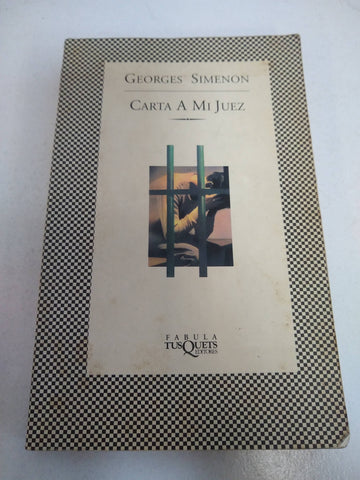 GEORGES SIMENON
CARTA A MI JUEZ
FABULA
TUSQUETS
EDITORES